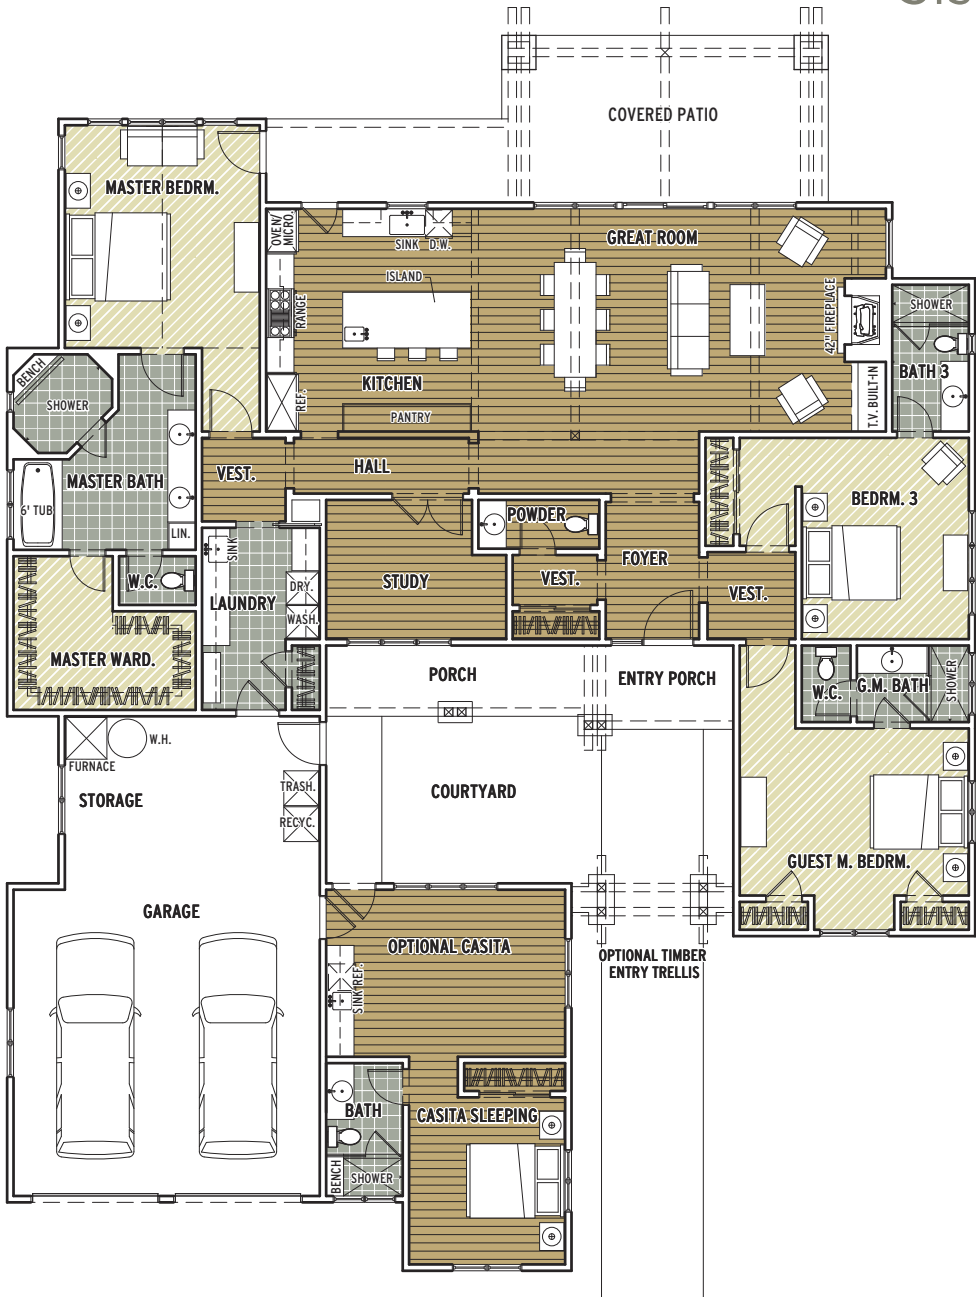 COVERED PATIO
MASTER BEDRM.
OVEN/
MICRO.
SINK
D.W.
GREAT ROOM
ISLAND
RANGE
42" FIREPLACE
SHOWER
BATH 3
BENCH
SHOWER
KITCHEN
REF.
PANTRY
T.V. BUILT-IN
MASTER BATH
VEST.
HALL
BEDRM. 3
6' TUB
LIN.
SINK
POWDER
FOYER
W.C.
LAUNDRY
DRY.
WASH.
STUDY
VEST.
VEST.
MASTER WARD.
PORCH
ENTRY PORCH
W.C.
G.M. BATH
SHOWER
W.H.
FURNACE
STORAGE
TRASH.
RECYC.
COURTYARD
GUEST M. BEDRM.
GARAGE
OPTIONAL CASITA
OPTIONAL TIMBER
ENTRY TRELLIS
SINK
REF.
BATH
CASITA SLEEPING
BENCH
SHOWER